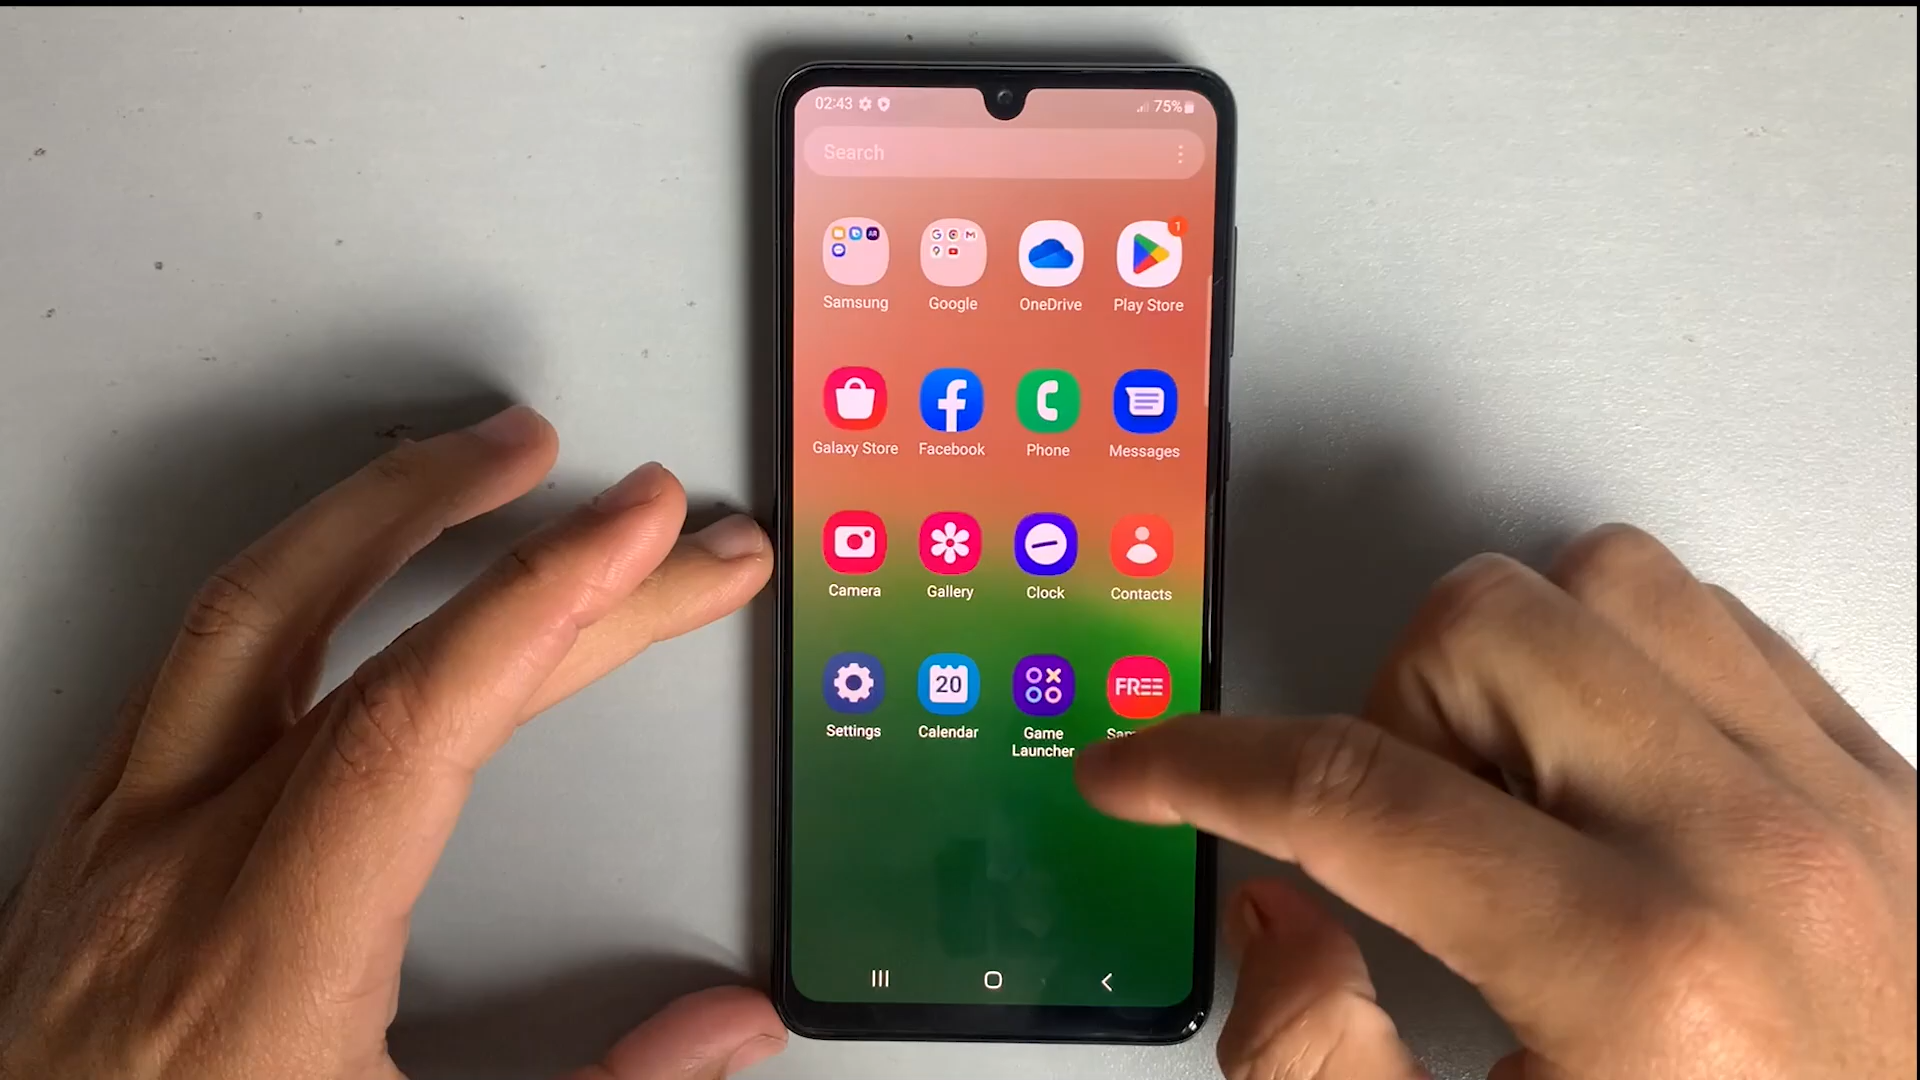 02:43
75%
Search
AR
G M
1
Samsung Google OneDrive Play Store
Galaxy Store Facebook Phone Messages
Camera Gallery Clock Contacts
20
FREE
Settings Calendar Game Launcher